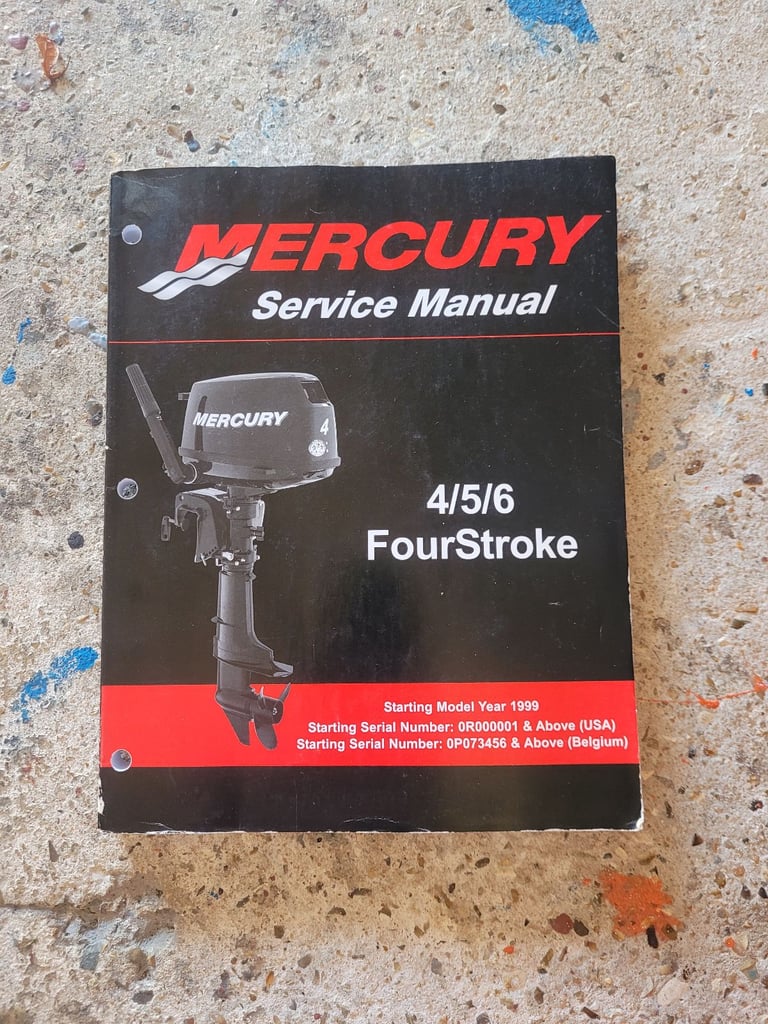 MERCURY
Service Manual
MERCURY
4
4/5/6
FourStroke
Starting Model Year 1999
Starting Serial Number: 0R000001 & Above (USA)
Starting Serial Number: 0P073456 & Above (Belgium)